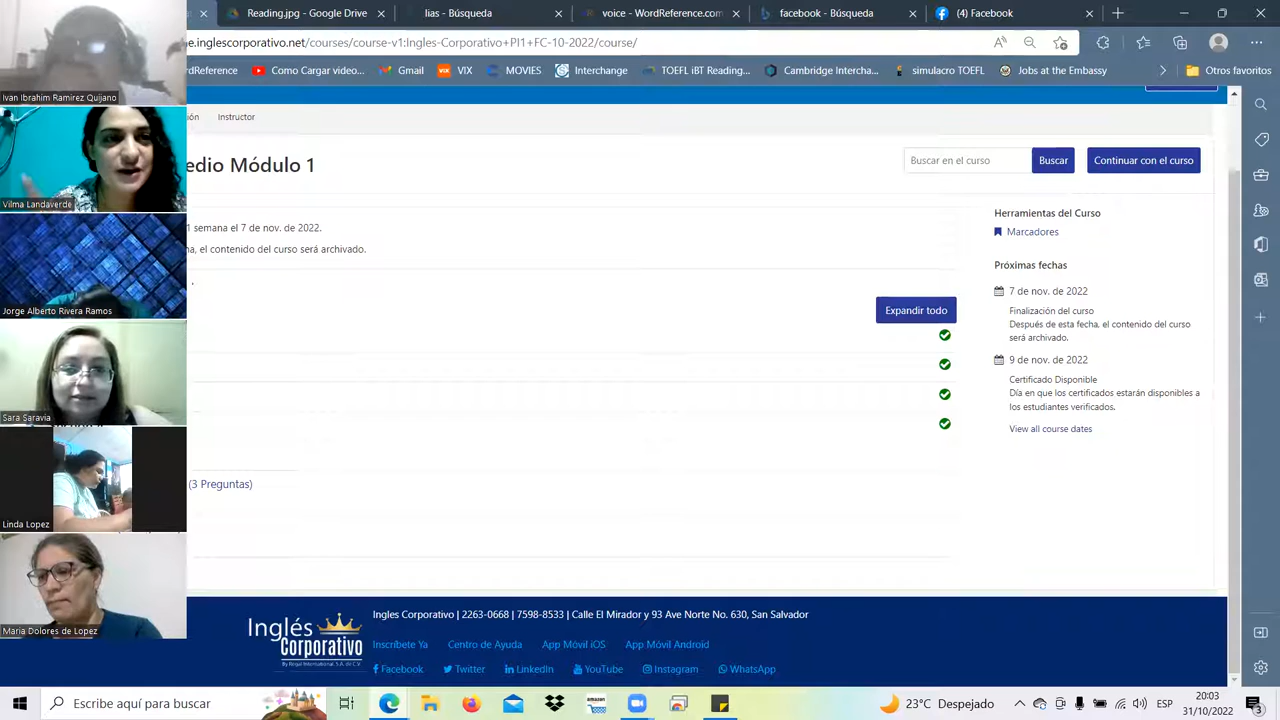 Reading.jpg - Google Drive
lias - Búsqueda
voice - WordReference.com
facebook - Búsqueda
(4) Facebook
e.inglescorporativo.net/courses/course-v1:Ingles-Corporativo+PI1+FC-10-2022/course/
rdReference
Como Cargar video...
Gmail
VIX
MOVIES
Interchange
TOEFL iBT Reading...
Cambridge Intercha...
simulacro TOEFL
Jobs at the Embassy
Otros favoritos
Ivan Ibrahim Ramirez Quijano
ión
Instructor
edio Módulo 1
Buscar en el curso
Buscar
Continuar con el curso
Vilma Landaverde
1 semana el 7 de nov. de 2022.
a, el contenido del curso será archivado.
Herramientas del Curso
Marcadores
Próximas fechas
7 de nov. de 2022
Finalización del curso
Después de esta fecha, el contenido del curso
será archivado.
Expandir todo
Jorge Alberto Rivera Ramos
9 de nov. de 2022
Certificado Disponible
Día en que los certificados estarán disponibles a
los estudiantes verificados.
View all course dates
Sara Saravia
(3 Preguntas)
Linda Lopez
Maria Dolores de Lopez
Inglés
Corporativo
By Regal International S.A. de C.V.
Ingles Corporativo | 2263-0668 | 7598-8533 | Calle El Mirador y 93 Ave Norte No. 630, San Salvador
Inscríbete Ya
Centro de Ayuda
App Móvil iOS
App Móvil Android
Facebook
Twitter
LinkedIn
YouTube
Instagram
WhatsApp
Escribe aquí para buscar
amazon
23°C Despejado
ESP
20:03
31/10/2022
3